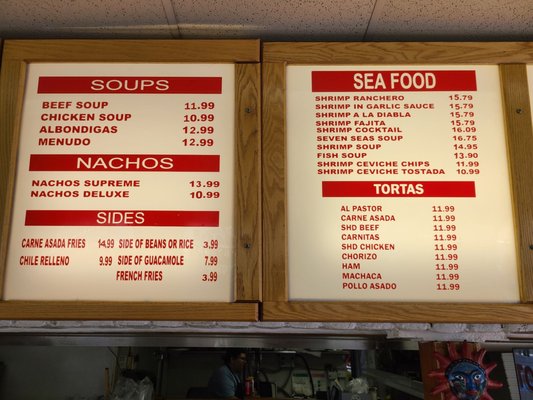 SOUPS
BEEF SOUP 11.99
CHICKEN SOUP 10.99
ALBONDIGAS 12.99
MENUDO 12.99
NACHOS
NACHOS SUPREME 13.99
NACHOS DELUXE 10.99
SIDES
CARNE ASADA FRIES 14.99 SIDE OF BEANS OR RICE 3.99
CHILE RELLENO 9.99 SIDE OF GUACAMOLE 7.99
FRENCH FRIES 3.99
SEA FOOD
SHRIMP RANCHERO 15.79
SHRIMP IN GARLIC SAUCE 15.79
SHRIMP A LA DIABLA 15.79
SHRIMP FAJITA 15.79
SHRIMP COCKTAIL 16.09
SEVEN SEAS SOUP 16.75
SHRIMP SOUP 14.95
FISH SOUP 13.90
SHRIMP CEVICHE CHIPS 11.99
SHRIMP CEVICHE TOSTADA 10.99
TORTAS
AL PASTOR 11.99
CARNE ASADA 11.99
SHD BEEF 11.99
CARNITAS 11.99
SHD CHICKEN 11.99
CHORIZO 11.99
HAM 11.99
MACHACA 11.99
POLLO ASADO 11.99